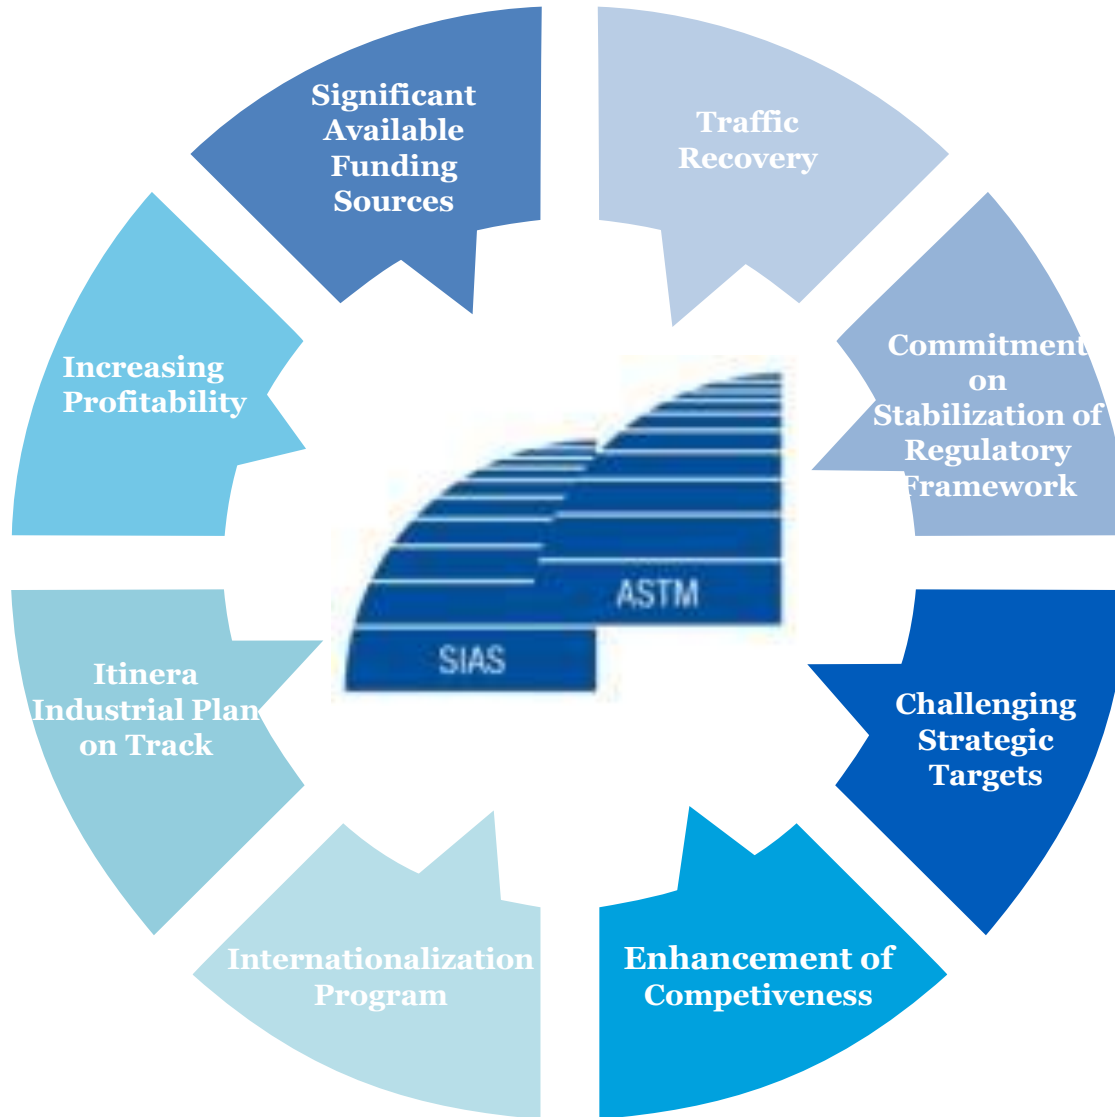 Significant
Available
Funding
Sources
Traffic
Recovery
Commitment
on
Stabilization of
Regulatory
Framework
Challenging
Strategic
Targets
Enhancement of
Competiveness
Internationalization
Program
Itinera
Industrial Plan
on Track
Increasing
Profitability
ASTM
SIAS